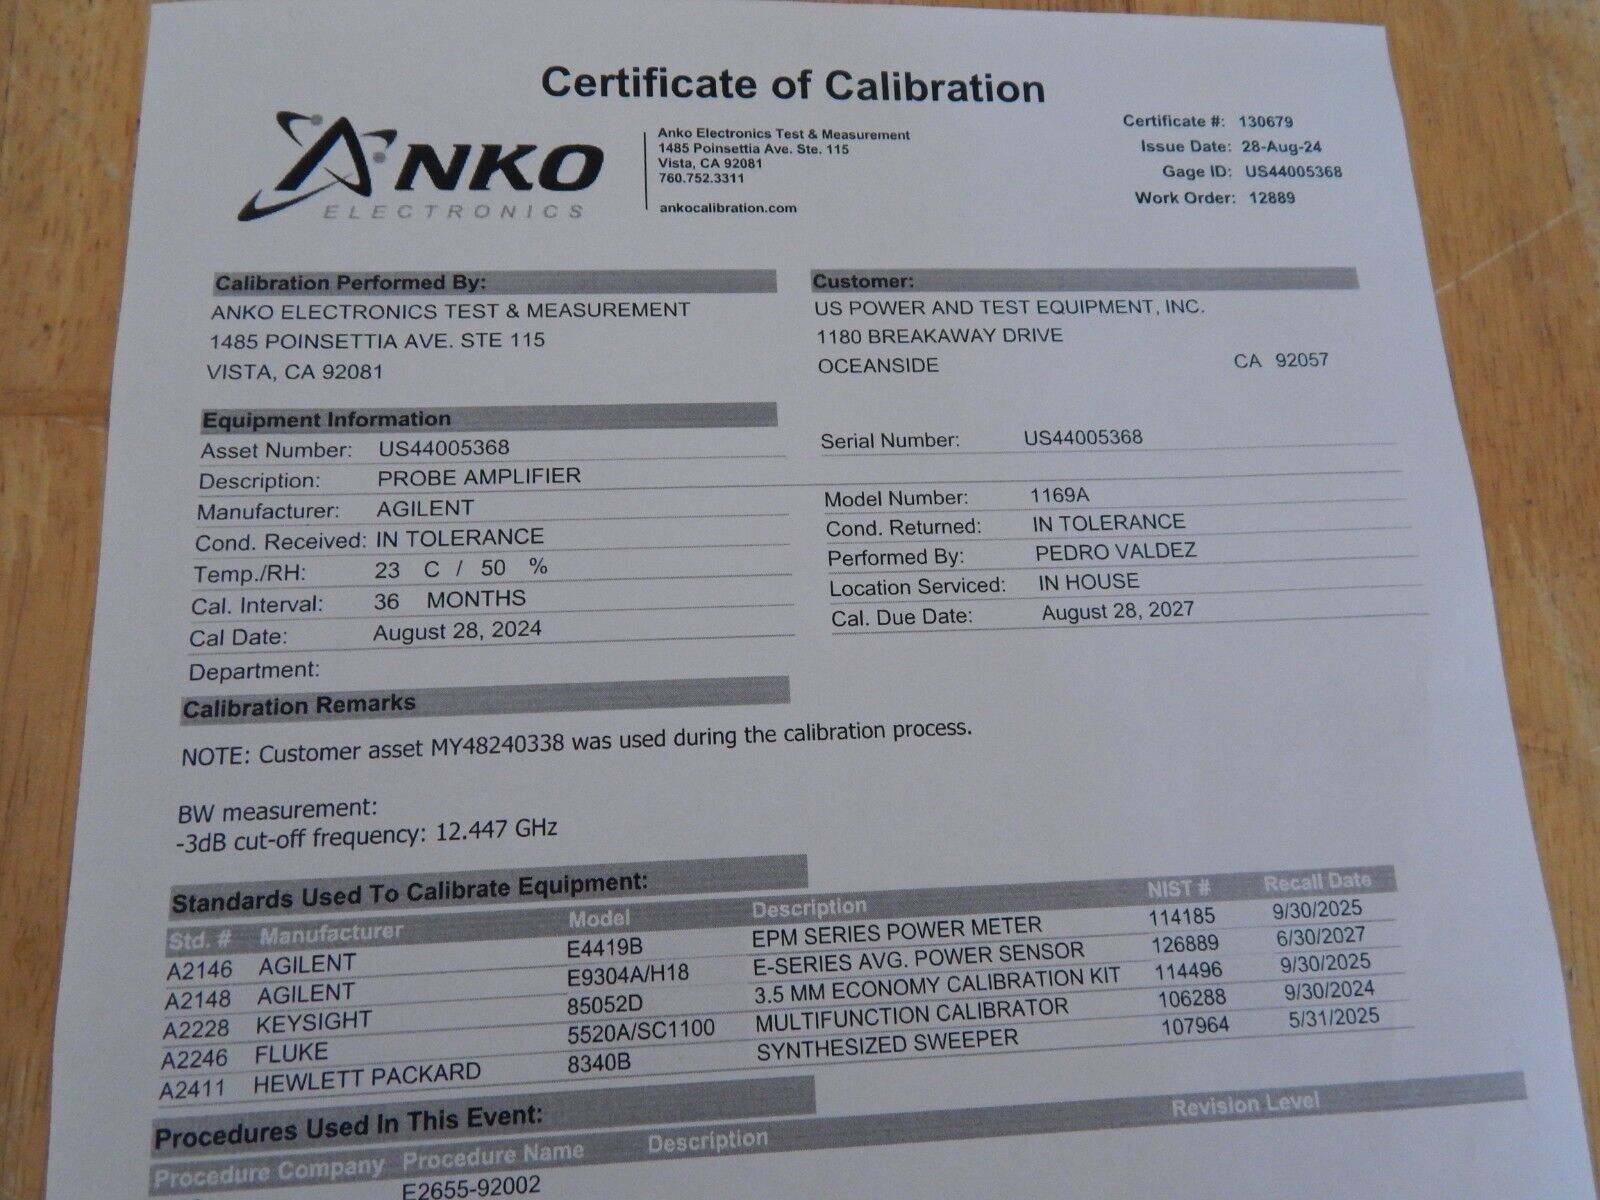 Certificate of Calibration
ANKO
ELECTRONICS
Anko Electronics Test & Measurement
1485 Poinsettia Ave. Ste. 115
Vista, CA 92081
760.752.3311
ankocalibration.com
Certificate #: 130679
Issue Date: 28-Aug-24
Gage ID: US44005368
Work Order: 12889
Calibration Performed By:
ANKO ELECTRONICS TEST & MEASUREMENT
1485 POINSETTIA AVE. STE 115
VISTA, CA 92081
Customer:
US POWER AND TEST EQUIPMENT, INC.
1180 BREAKAWAY DRIVE
OCEANSIDE CA 92057
Equipment Information
Asset Number: US44005368 Serial Number: US44005368
Description: PROBE AMPLIFIER
Manufacturer: AGILENT Model Number: 1169A
Cond. Received: IN TOLERANCE Cond. Returned: IN TOLERANCE
Temp./RH: 23 C / 50 % Performed By: PEDRO VALDEZ
Cal. Interval: 36 MONTHS Location Serviced: IN HOUSE
Cal Date: August 28, 2024 Cal. Due Date: August 28, 2027
Department:
Calibration Remarks
NOTE: Customer asset MY48240338 was used during the calibration process.
BW measurement:
-3dB cut-off frequency: 12.447 GHz
Standards Used To Calibrate Equipment:
Std. # Manufacturer Model Description NIST # Recall Date
A2146 AGILENT E4419B EPM SERIES POWER METER 114185 9/30/2025
A2148 AGILENT E9304A/H18 E-SERIES AVG. POWER SENSOR 126889 6/30/2027
A2228 KEYSIGHT 85052D 3.5 MM ECONOMY CALIBRATION KIT 114496 9/30/2025
A2246 FLUKE 5520A/SC1100 MULTIFUNCTION CALIBRATOR 106288 9/30/2024
A2411 HEWLETT PACKARD 8340B SYNTHESIZED SWEEPER 107964 5/31/2025
Procedures Used In This Event:
Procedure Company Procedure Name Description Revision Level
E2655-92002